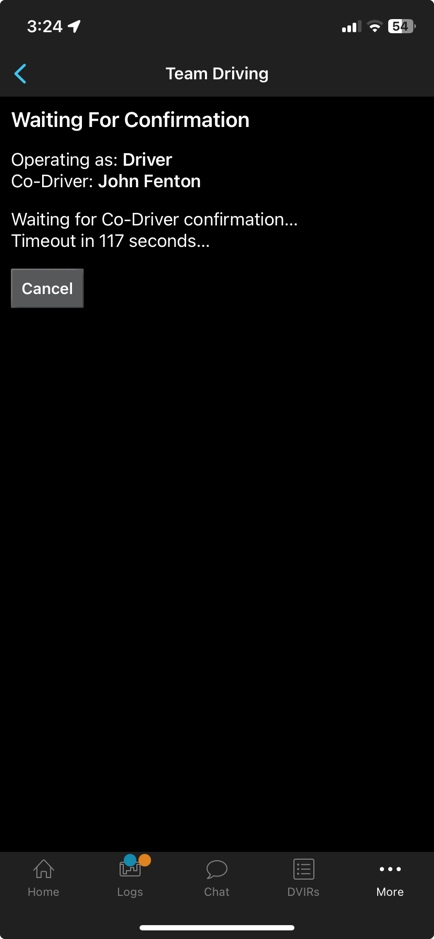 3:24
54
Team Driving
Waiting For Confirmation
Operating as: Driver
Co-Driver: John Fenton
Waiting for Co-Driver confirmation...
Timeout in 117 seconds...
Cancel
Home
Logs
Chat
DVIRs
More